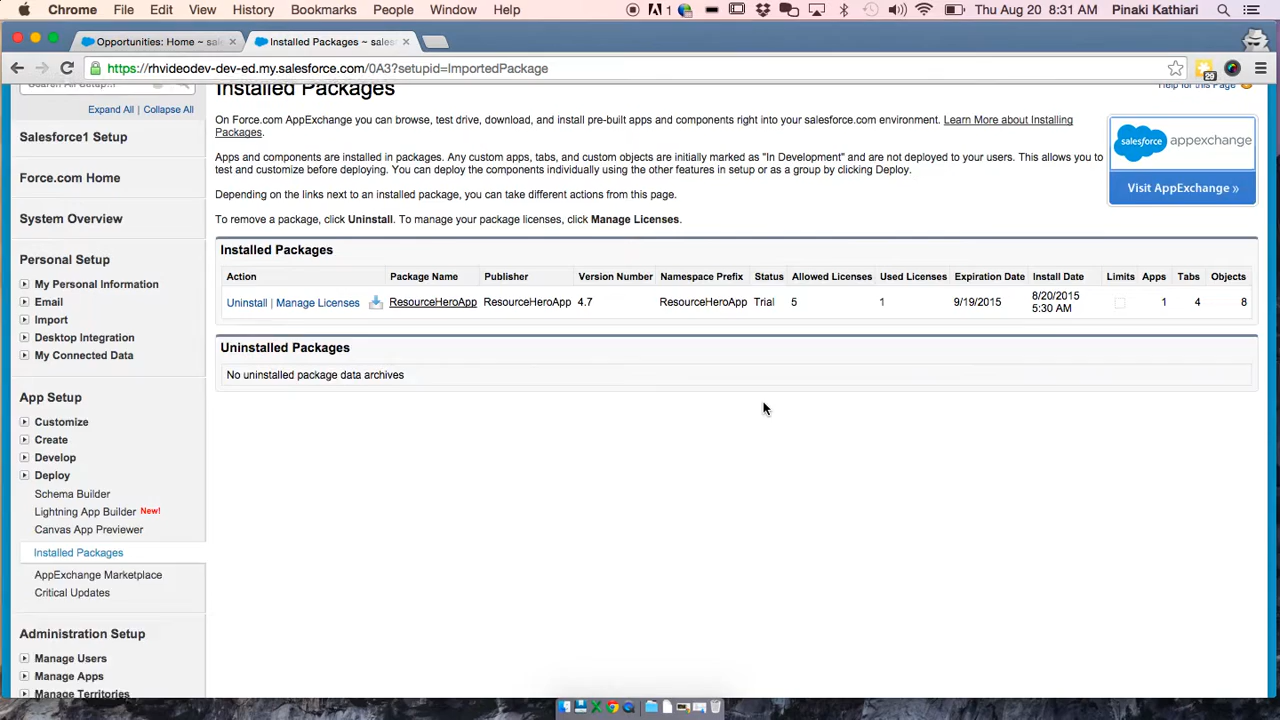 Chrome File Edit View History Bookmarks People Window Help
1
Thu Aug 20 8:31 AM Pinaki Kathiari
Opportunities: Home ~ sal
Installed Packages ~ sales
https://rhvideodev-dev-ed.my.salesforce.com/0A3?setupid=ImportedPackage
29
Search All Setup...
Expand All | Collapse All
Salesforce1 Setup
Force.com Home
System Overview
Personal Setup
My Personal Information
Email
Import
Desktop Integration
My Connected Data
App Setup
Customize
Create
Develop
Deploy
Schema Builder
Lightning App Builder New!
Canvas App Previewer
Installed Packages
AppExchange Marketplace
Critical Updates
Administration Setup
Manage Users
Manage Apps
Manage Territories
Installed Packages
Help for this Page
On Force.com AppExchange you can browse, test drive, download, and install pre-built apps and components right into your salesforce.com environment. Learn More about Installing
Packages.
Apps and components are installed in packages. Any custom apps, tabs, and custom objects are initially marked as "In Development" and are not deployed to your users. This allows you to
test and customize before deploying. You can deploy the components individually using the other features in setup or as a group by clicking Deploy.
Depending on the links next to an installed package, you can take different actions from this page.
To remove a package, click Uninstall. To manage your package licenses, click Manage Licenses.
salesforce appexchange
Visit AppExchange »
Installed Packages
Action Package Name Publisher Version Number Namespace Prefix Status Allowed Licenses Used Licenses Expiration Date Install Date Limits Apps Tabs Objects
Uninstall | Manage Licenses ResourceHeroApp ResourceHeroApp 4.7 ResourceHeroApp Trial 5 1 9/19/2015 8/20/2015 1 4 8
5:30 AM
Uninstalled Packages
No uninstalled package data archives